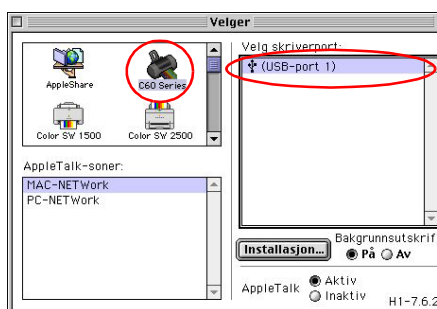 Velger
AppleShare
C60 Series
Color SW 1500
Color SW 2500
AppleTalk-soner:
MAC-NETWork
PC-NETWork
Velg skriverport:
(USB-port 1)
Installasjon...
Bakgrunnsutskrif
På Av
AppleTalk
Aktiv
Inaktiv
H1-7.6.2